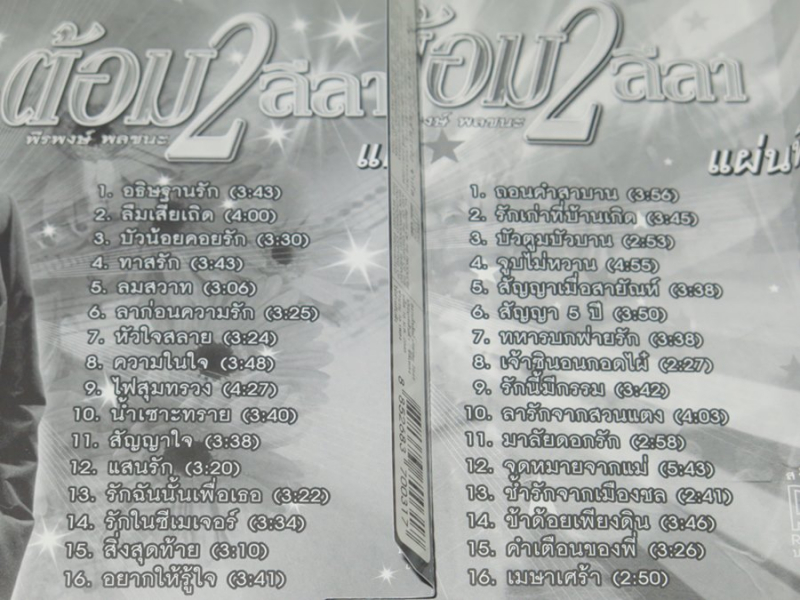 ต้อม 2 ลีลา
พีรพงษ์ พลชนะ
1. อธิษฐานรัก (3:43)
2. ลืมเสียเถิด (4:00)
3. บัวน้อยคอยรัก (3:30)
4. ทาสรัก (3:43)
5. ลมสวาท (3:06)
6. ลาก่อนความรัก (3:25)
7. หัวใจสลาย (3:24)
8. ความในใจ (3:48)
9. ไฟสุมทรวง (4:27)
10. น้ำเซาะทราย (3:40)
11. สัญญาใจ (3:38)
12. แสนรัก (3:20)
13. รักฉันนั้นเพื่อเธอ (3:22)
14. รักในซีเมเจอร์ (3:34)
15. สิ่งสุดท้าย (3:10)
16. อยากให้รู้ใจ (3:41)
ต้อม 2 ลีลา
พลชนะ
แผ่น
1. ถอนคำสาบาน (3:56)
2. รักเก่าที่บ้านเกิด (3:45)
3. บัวตูมบัวบาน (2:53)
4. จูบไม่หวาน (4:55)
5. สัญญาเมื่อสายัณห์ (3:38)
6. สัญญา 5 ปี (3:50)
7. ทหารบกพ่ายรัก (3:38)
8. เจ้าชินอนกอดไผ๋ (2:27)
9. รักนี้มีกรรม (3:42)
10. ลารักจากสวนแตง (4:03)
11. มาลัยดอกรัก (2:58)
12. จดหมายจากแม่ (5:43)
13. ช้ำรักจากเมืองชล (2:41)
14. ข้าด้อยเพียงดิน (3:46)
15. คำเตือนของพี่ (3:26)
16. เมษาเศร้า (2:50)